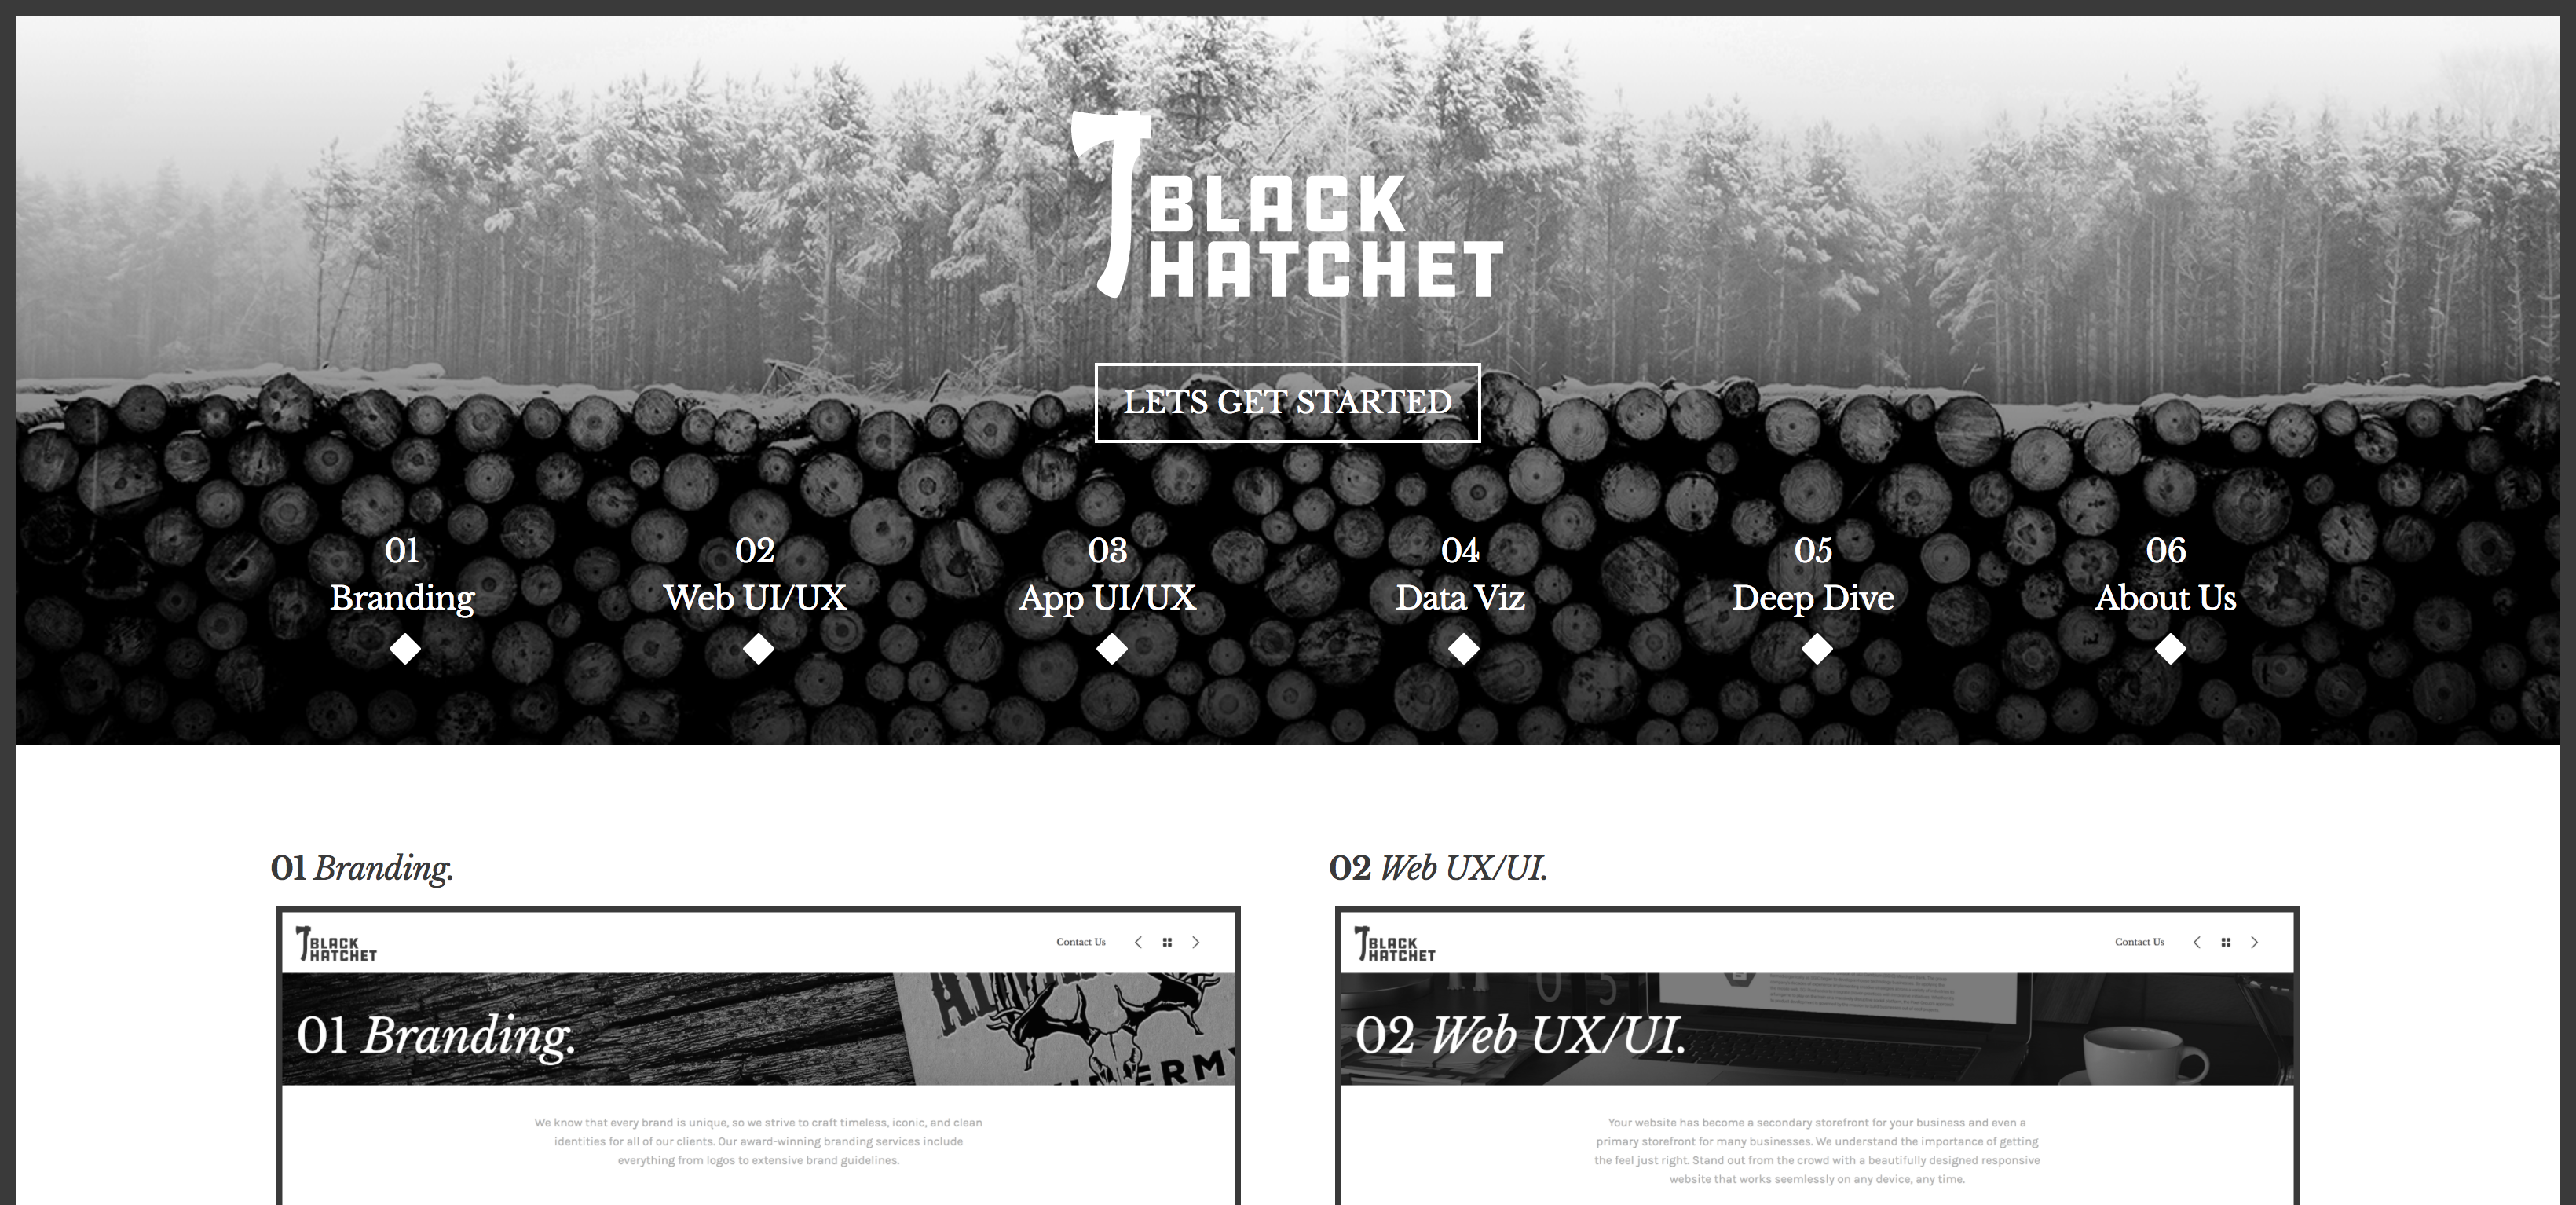 BLACK
HATCHET
LETS GET STARTED
01
Branding
02
Web UI/UX
03
App UI/UX
04
Data Viz
05
Deep Dive
06
About Us
01 Branding.
BLACK
HATCHET
Contact Us
01 Branding.
We know that every brand is unique, so we strive to craft timeless, iconic, and clean
identities for all of our clients. Our award-winning branding services include
everything from logos to extensive brand guidelines.
02 Web UX/UI.
BLACK
HATCHET
Contact Us
02 Web UX/UI.
Your website has become a secondary storefront for your business and even a
primary storefront for many businesses. We understand the importance of getting
the feel just right. Stand out from the crowd with a beautifully designed responsive
website that works seemlessly on any device, any time.